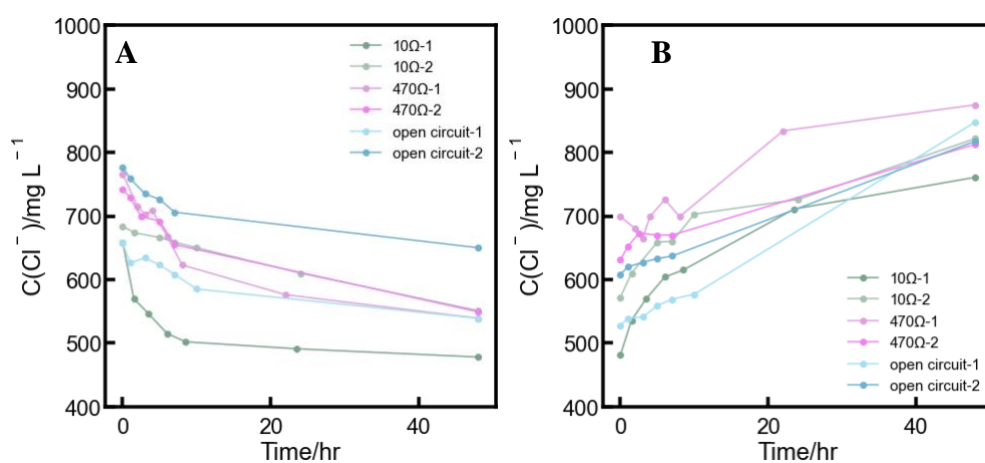 A
C(Cl⁻)/mg L⁻¹
1000
900
800
700
600
500
400
0
20
40
Time/hr
10Ω-1
10Ω-2
470Ω-1
470Ω-2
open circuit-1
open circuit-2
B
C(Cl⁻)/mg L⁻¹
1000
900
800
700
600
500
400
0
20
40
Time/hr
10Ω-1
10Ω-2
470Ω-1
470Ω-2
open circuit-1
open circuit-2